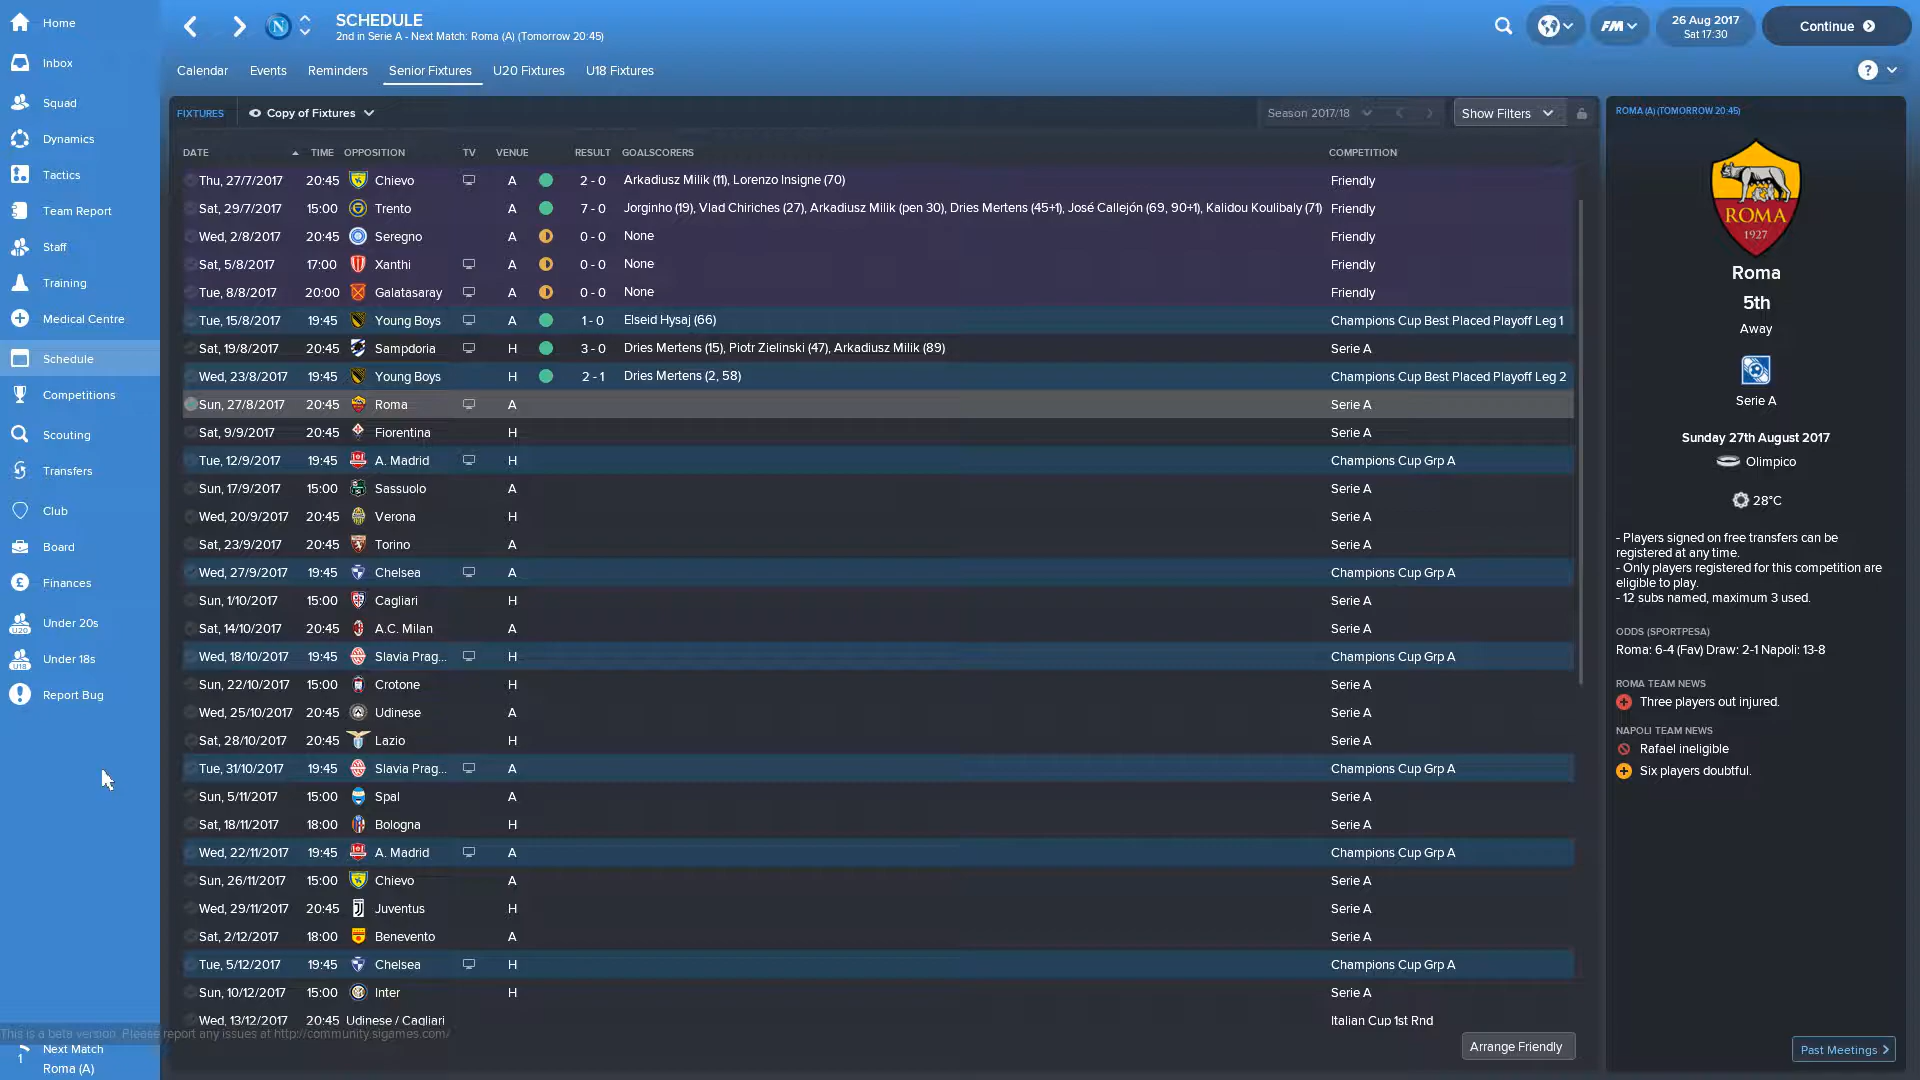 Home
Inbox
Squad
Dynamics
Tactics
Team Report
Staff
Training
Medical Centre
Schedule
Competitions
Scouting
Transfers
Club
Board
Finances
U20 Under 20s
U18 Under 18s
Report Bug
Next Match
1
Roma (A)
N
SCHEDULE
2nd in Serie A - Next Match: Roma (A) (Tomorrow 20:45)
FM
26 Aug 2017
Sat 17:30
Continue
Calendar Events Reminders Senior Fixtures U20 Fixtures U18 Fixtures
?
FIXTURES Copy of Fixtures Season 2017/18 Show Filters
DATE TIME OPPOSITION TV VENUE RESULT GOALSCORERS COMPETITION
Thu, 27/7/2017 20:45 Chievo A 2 - 0 Arkadiusz Milik (11), Lorenzo Insigne (70) Friendly
Sat, 29/7/2017 15:00 Trento A 7 - 0 Jorginho (19), Vlad Chiriches (27), Arkadiusz Milik (pen 30), Dries Mertens (45+1), José Callejón (69, 90+1), Kalidou Koulibaly (71) Friendly
Wed, 2/8/2017 20:45 Seregno A 0 - 0 None Friendly
Sat, 5/8/2017 17:00 Xanthi A 0 - 0 None Friendly
Tue, 8/8/2017 20:00 Galatasaray A 0 - 0 None Friendly
Tue, 15/8/2017 19:45 Young Boys A 1 - 0 Elseid Hysaj (66) Champions Cup Best Placed Playoff Leg 1
Sat, 19/8/2017 20:45 Sampdoria H 3 - 0 Dries Mertens (15), Piotr Zielinski (47), Arkadiusz Milik (89) Serie A
Wed, 23/8/2017 19:45 Young Boys H 2 - 1 Dries Mertens (2, 58) Champions Cup Best Placed Playoff Leg 2
Sun, 27/8/2017 20:45 Roma A Serie A
Sat, 9/9/2017 20:45 Fiorentina H Serie A
Tue, 12/9/2017 19:45 A. Madrid H Champions Cup Grp A
Sun, 17/9/2017 15:00 Sassuolo A Serie A
Wed, 20/9/2017 20:45 Verona H Serie A
Sat, 23/9/2017 20:45 Torino A Serie A
Wed, 27/9/2017 19:45 Chelsea A Champions Cup Grp A
Sun, 1/10/2017 15:00 Cagliari H Serie A
Sat, 14/10/2017 20:45 A.C. Milan A Serie A
Wed, 18/10/2017 19:45 Slavia Prag... H Champions Cup Grp A
Sun, 22/10/2017 15:00 Crotone H Serie A
Wed, 25/10/2017 20:45 Udinese A Serie A
Sat, 28/10/2017 20:45 Lazio H Serie A
Tue, 31/10/2017 19:45 Slavia Prag... A Champions Cup Grp A
Sun, 5/11/2017 15:00 Spal A Serie A
Sat, 18/11/2017 18:00 Bologna H Serie A
Wed, 22/11/2017 19:45 A. Madrid A Champions Cup Grp A
Sun, 26/11/2017 15:00 Chievo A Serie A
Wed, 29/11/2017 20:45 Juventus H Serie A
Sat, 2/12/2017 18:00 Benevento A Serie A
Tue, 5/12/2017 19:45 Chelsea H Champions Cup Grp A
Sun, 10/12/2017 15:00 Inter H Serie A
Wed, 13/12/2017 20:45 Udinese / Cagliari Italian Cup 1st Rnd
This is a beta version. Please report any issues at http://community.sigames.com/
Arrange Friendly
ROMA (A) (TOMORROW 20:45)
ROMA
1927
Roma
5th
Away
Serie A
Sunday 27th August 2017
Olimpico
28°C
- Players signed on free transfers can be
registered at any time.
- Only players registered for this competition are
eligible to play.
- 12 subs named, maximum 3 used.
ODDS (SPORTPESA)
Roma: 6-4 (Fav) Draw: 2-1 Napoli: 13-8
ROMA TEAM NEWS
Three players out injured.
NAPOLI TEAM NEWS
Rafael ineligible
Six players doubtful.
Past Meetings